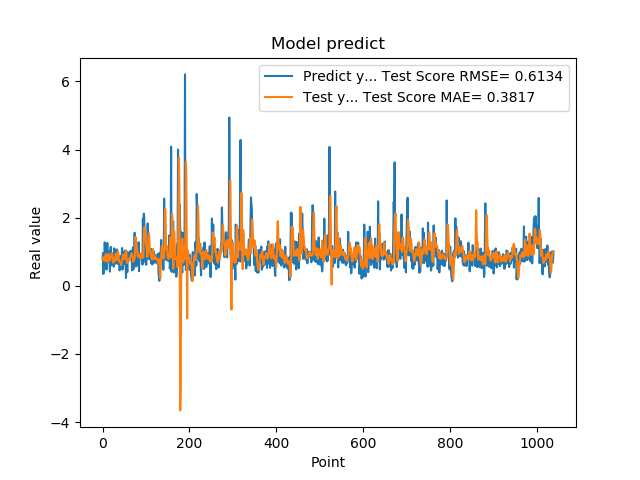 Model predict
Predict y... Test Score RMSE= 0.6134
Test y... Test Score MAE= 0.3817
Real value
6
4
2
0
−2
−4
0 200 400 600 800 1000
Point